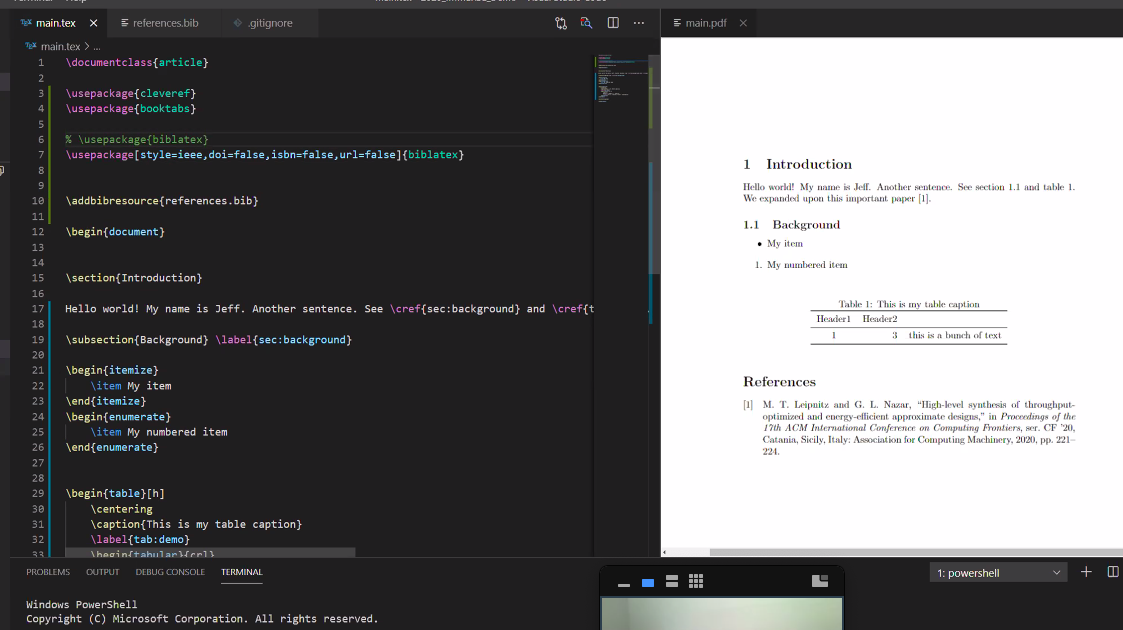 main.tex
references.bib
.gitignore
main.tex > ...
1 \documentclass{article}
2
3 \usepackage{cleveref}
4 \usepackage{booktabs}
5
6 % \usepackage{biblatex}
7 \usepackage[style=ieee,doi=false,isbn=false,url=false]{biblatex}
8
9
10 \addbibresource{references.bib}
11
12 \begin{document}
13
14
15 \section{Introduction}
16
17 Hello world! My name is Jeff. Another sentence. See \cref{sec:background} and \cref{t
18
19 \subsection{Background} \label{sec:background}
20
21 \begin{itemize}
22 \item My item
23 \end{itemize}
24 \begin{enumerate}
25 \item My numbered item
26 \end{enumerate}
27
28
29 \begin{table}[h]
30 \centering
31 \caption{This is my table caption}
32 \label{tab:demo}
33 \begin{tabular}{crl}
main.pdf
1 Introduction
Hello world! My name is Jeff. Another sentence. See section 1.1 and table 1.
We expanded upon this important paper [1].
1.1 Background
• My item
1. My numbered item
Table 1: This is my table caption
Header1 Header2
1 3 this is a bunch of text
References
[1] M. T. Leipnitz and G. L. Nazar, “High-level synthesis of throughput-
optimized and energy-efficient approximate designs,” in Proceedings of the
17th ACM International Conference on Computing Frontiers, ser. CF ’20,
Catania, Sicily, Italy: Association for Computing Machinery, 2020, pp. 221–
224.
PROBLEMS OUTPUT DEBUG CONSOLE TERMINAL
1: powershell
Windows PowerShell
Copyright (C) Microsoft Corporation. All rights reserved.